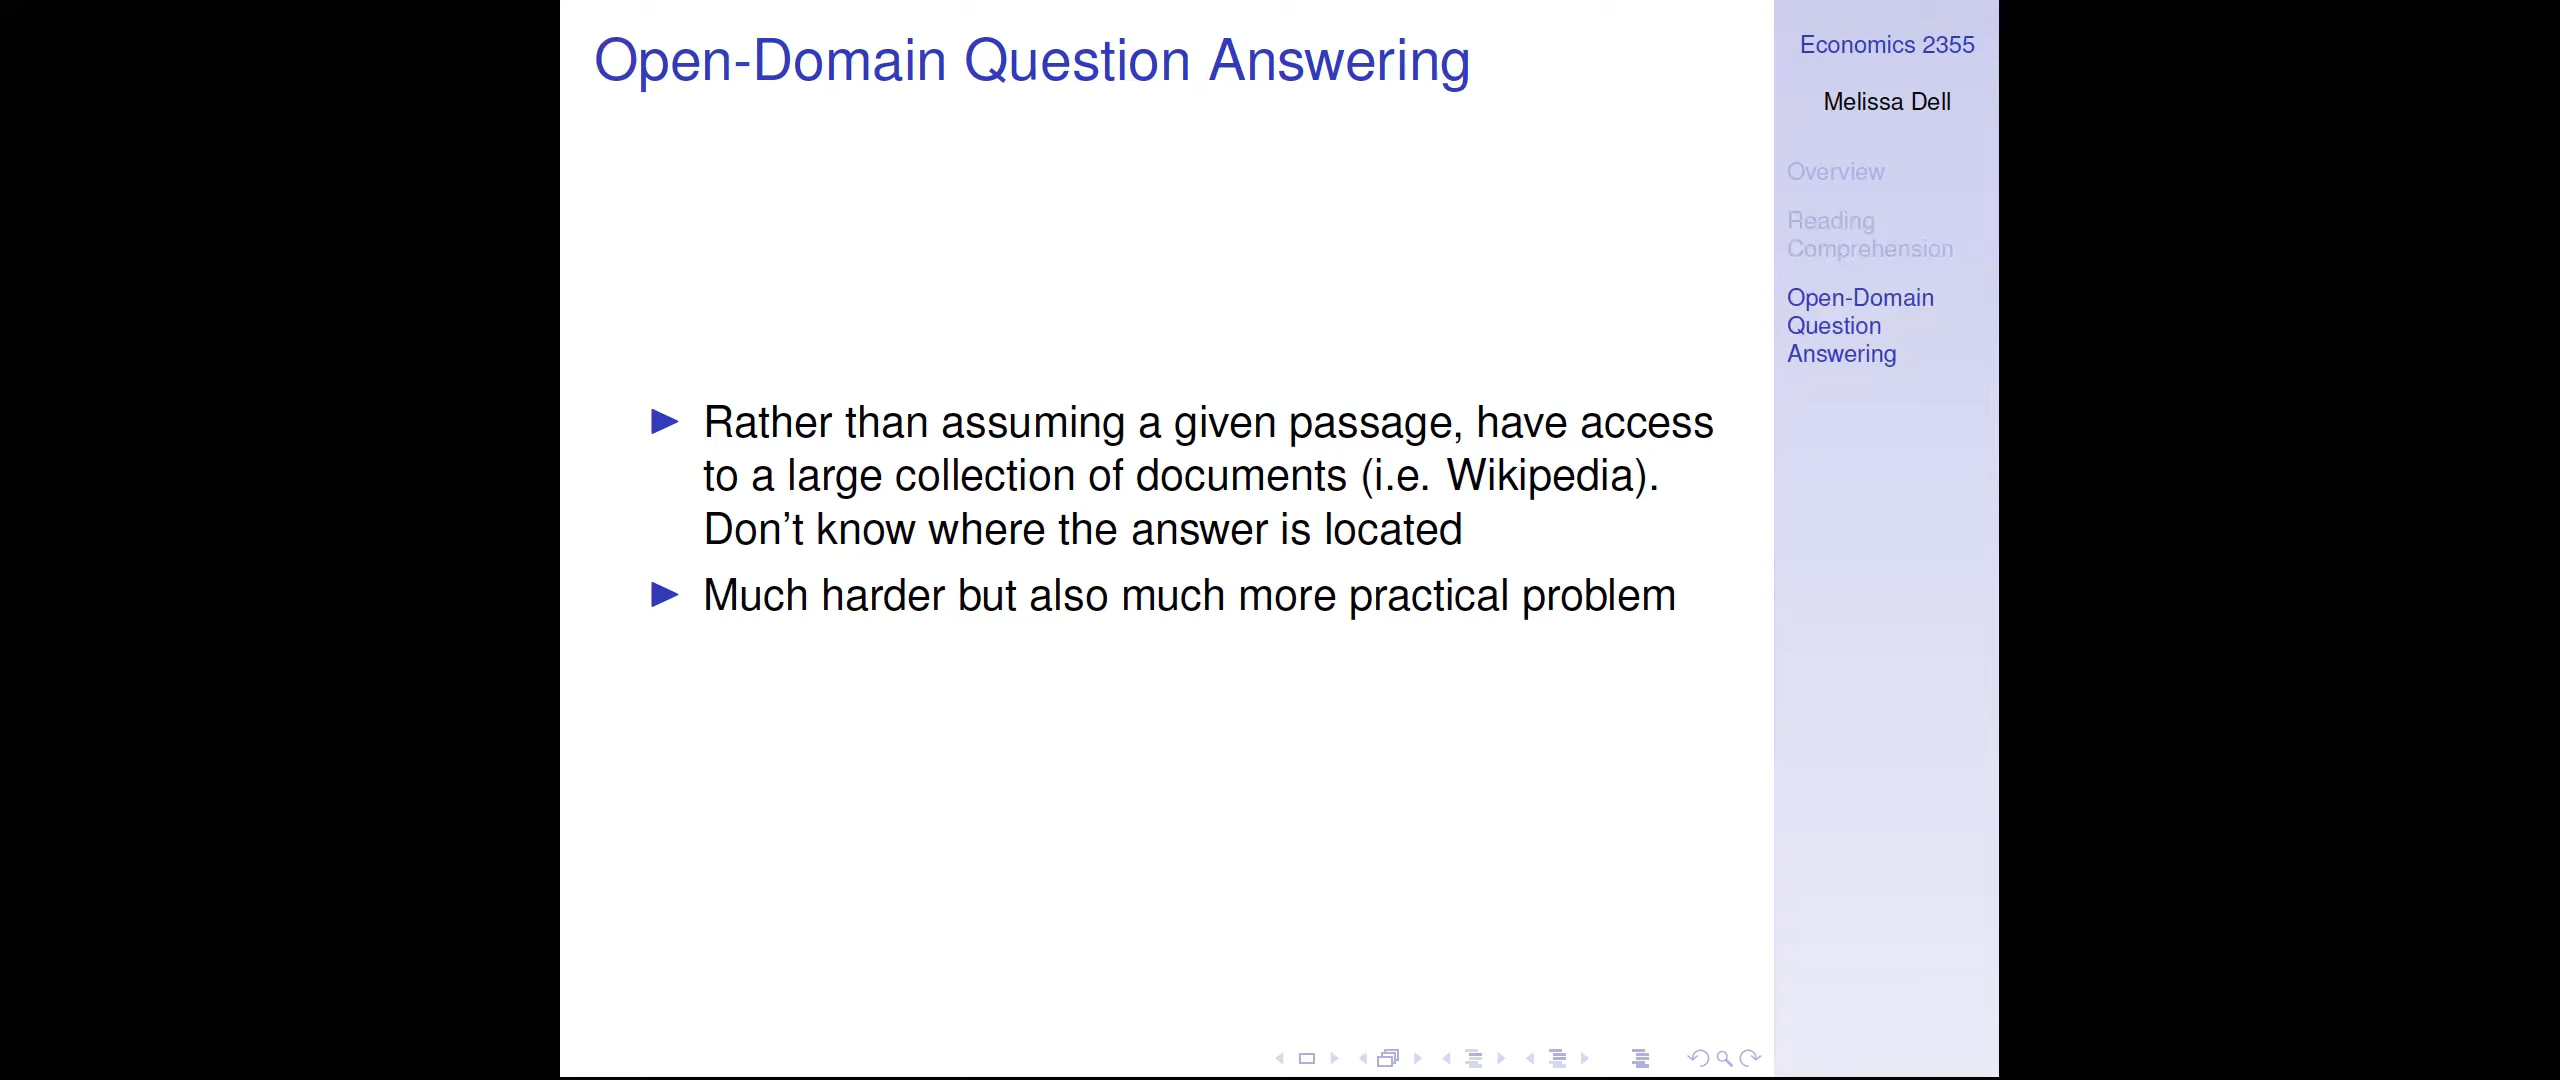 Open-Domain Question Answering
Rather than assuming a given passage, have access
to a large collection of documents (i.e. Wikipedia).
Don't know where the answer is located
Much harder but also much more practical problem
Economics 2355
Melissa Dell
Overview
Reading
Comprehension
Open-Domain
Question
Answering